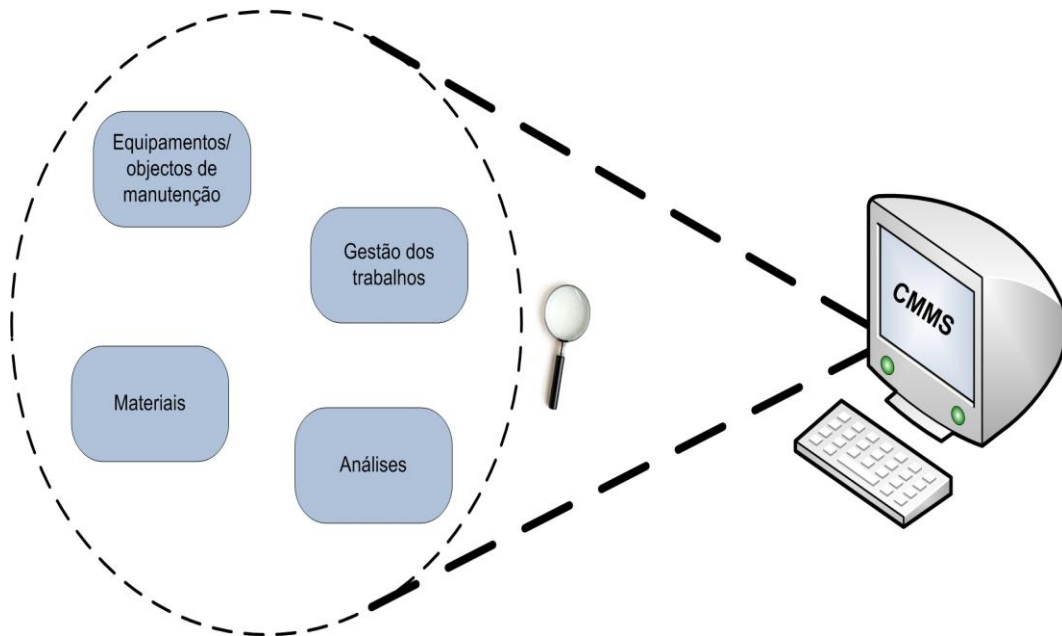 Equipamentos/
objectos de
manutenção
Gestão dos
trabalhos
Materiais
Análises
CMMS